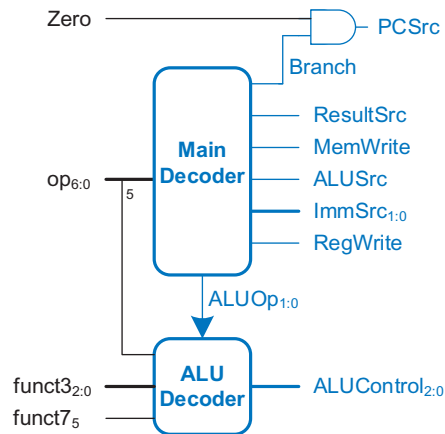 Zero
PCSrc
Branch
ResultSrc
Main
Decoder
MemWrite
op6:0
5
ALUSrc
ImmSrc1:0
RegWrite
ALUOp1:0
funct32:0
ALU
Decoder
ALUControl2:0
funct75